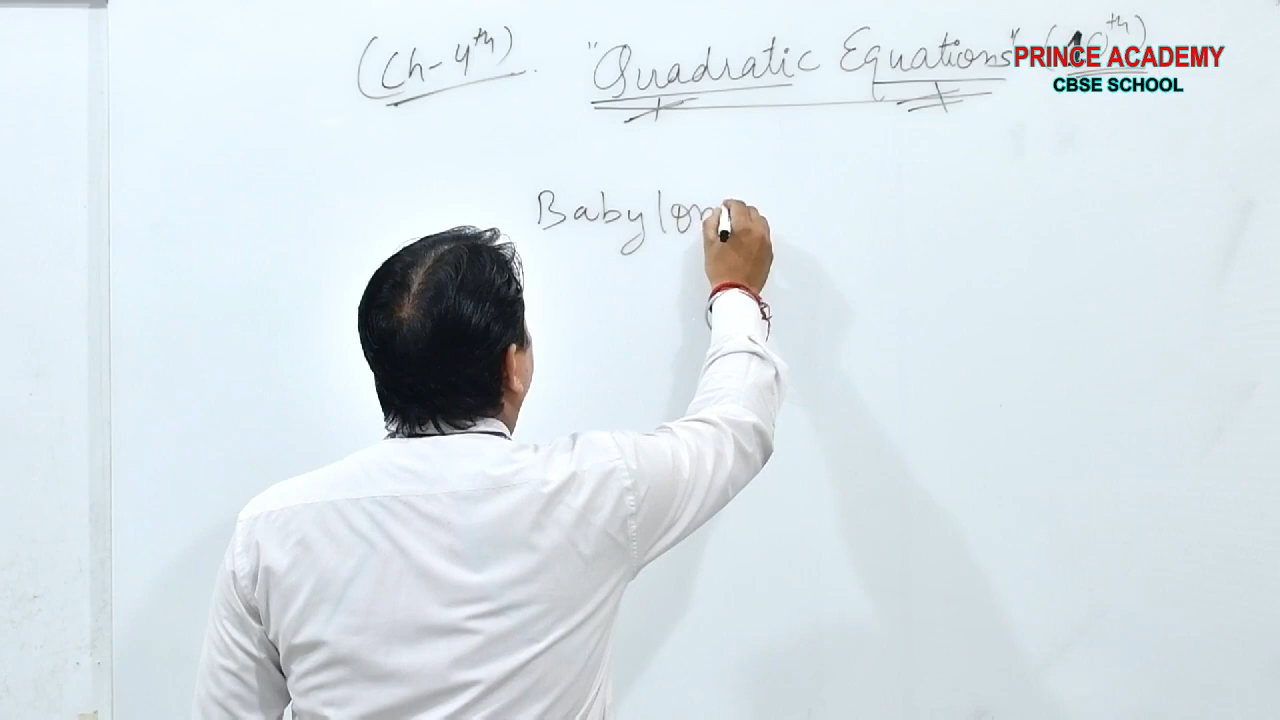 (Ch-4th) "Quadratic Equations" (10th)
PRINCE ACADEMY
CBSE SCHOOL
Babylon